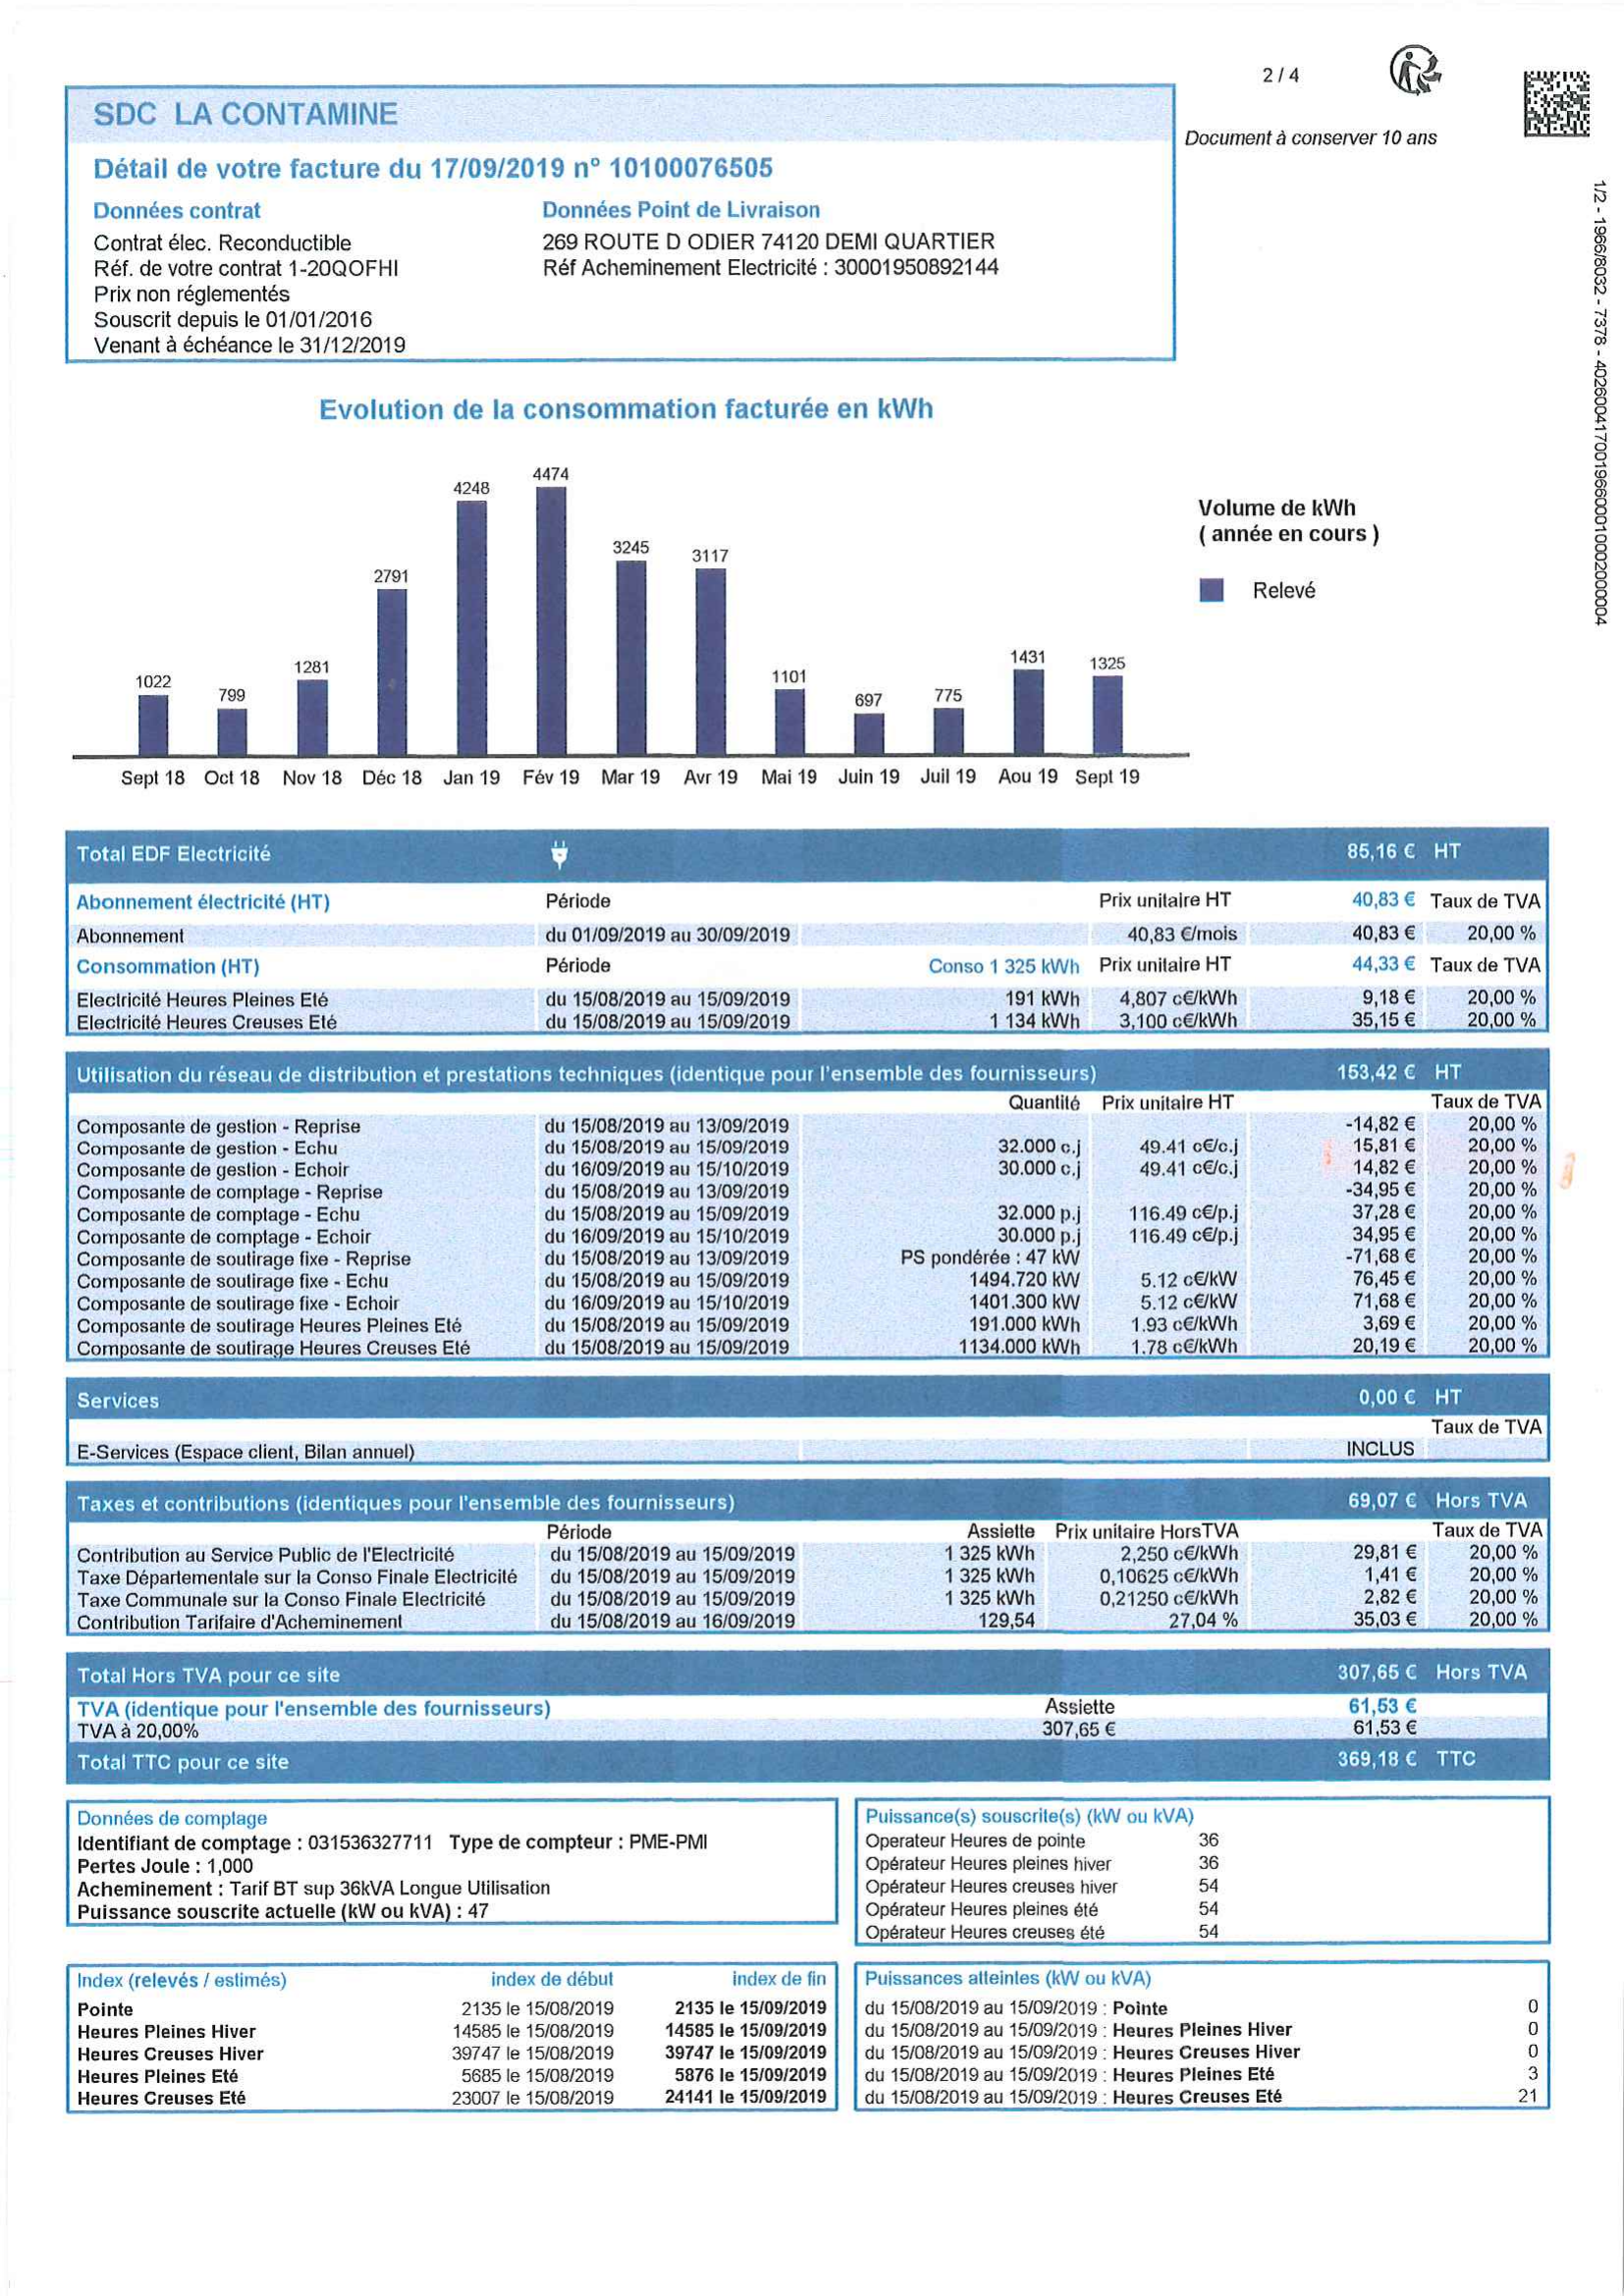 2 / 4
SDC LA CONTAMINE
Document à conserver 10 ans
Détail de votre facture du 17/09/2019 n° 10100076505
Données contrat Données Point de Livraison
Contrat élec. Reconductible 269 ROUTE D ODIER 74120 DEMI QUARTIER
Réf. de votre contrat 1-20QOFHI Réf Acheminement Electricité : 30001950892144
Prix non réglementés
Souscrit depuis le 01/01/2016
Venant à échéance le 31/12/2019
1/2 - 1966/8032 - 7378 - 4026004170019660001000200000­4
Evolution de la consommation facturée en kWh
1022 799 1281 2791 4248 4474 3245 3117 1101 697 775 1431 1325
Sept 18 Oct 18 Nov 18 Déc 18 Jan 19 Fév 19 Mar 19 Avr 19 Mai 19 Juin 19 Juil 19 Aou 19 Sept 19
Volume de kWh
( année en cours )
Relevé
Total EDF Electricité 85,16 € HT
Abonnement électricité (HT) Période Prix unitaire HT 40,83 € Taux de TVA
Abonnement du 01/09/2019 au 30/09/2019 40,83 €/mois 40,83 € 20,00 %
Consommation (HT) Période Conso 1 325 kWh Prix unitaire HT 44,33 € Taux de TVA
Electricité Heures Pleines Eté du 15/08/2019 au 15/09/2019 191 kWh 4,807 c€/kWh 9,18 € 20,00 %
Electricité Heures Creuses Eté du 15/08/2019 au 15/09/2019 1 134 kWh 3,100 c€/kWh 35,15 € 20,00 %
Utilisation du réseau de distribution et prestations techniques (identique pour l'ensemble des fournisseurs) 153,42 € HT
Quantité Prix unitaire HT Taux de TVA
Composante de gestion - Reprise du 15/08/2019 au 13/09/2019 -14,82 € 20,00 %
Composante de gestion - Echu du 15/08/2019 au 15/09/2019 32.000 c.j 49.41 c€/c.j 15,81 € 20,00 %
Composante de gestion - Echoir du 16/09/2019 au 15/10/2019 30.000 c.j 49.41 c€/c.j 14,82 € 20,00 %
Composante de comptage - Reprise du 15/08/2019 au 13/09/2019 -34,95 € 20,00 %
Composante de comptage - Echu du 15/08/2019 au 15/09/2019 32.000 p.j 116.49 c€/p.j 37,28 € 20,00 %
Composante de comptage - Echoir du 16/09/2019 au 15/10/2019 30.000 p.j 116.49 c€/p.j 34,95 € 20,00 %
Composante de soutirage fixe - Reprise du 15/08/2019 au 13/09/2019 PS pondérée : 47 kW -71,68 € 20,00 %
Composante de soutirage fixe - Echu du 15/08/2019 au 15/09/2019 1494.720 kW 5.12 c€/kW 76,45 € 20,00 %
Composante de soutirage fixe - Echoir du 16/09/2019 au 15/10/2019 1401.300 kW 5.12 c€/kW 71,68 € 20,00 %
Composante de soutirage Heures Pleines Eté du 15/08/2019 au 15/09/2019 191.000 kWh 1.93 c€/kWh 3,69 € 20,00 %
Composante de soutirage Heures Creuses Eté du 15/08/2019 au 15/09/2019 1134.000 kWh 1.78 c€/kWh 20,19 € 20,00 %
Services 0,00 € HT
Taux de TVA
E-Services (Espace client, Bilan annuel) INCLUS
Taxes et contributions (identiques pour l'ensemble des fournisseurs) 69,07 € Hors TVA
Période Assiette Prix unitaire HorsTVA Taux de TVA
Contribution au Service Public de l'Electricité du 15/08/2019 au 15/09/2019 1 325 kWh 2,250 c€/kWh 29,81 € 20,00 %
Taxe Départementale sur la Conso Finale Electricité du 15/08/2019 au 15/09/2019 1 325 kWh 0,10625 c€/kWh 1,41 € 20,00 %
Taxe Communale sur la Conso Finale Electricité du 15/08/2019 au 15/09/2019 1 325 kWh 0,21250 c€/kWh 2,82 € 20,00 %
Contribution Tarifaire d'Acheminement du 15/08/2019 au 16/09/2019 129,54 27,04 % 35,03 € 20,00 %
Total Hors TVA pour ce site 307,65 € Hors TVA
TVA (identique pour l'ensemble des fournisseurs) Assiette 61,53 €
TVA à 20,00% 307,65 € 61,53 €
Total TTC pour ce site 369,18 € TTC
Données de comptage
Identifiant de comptage : 031536327711 Type de compteur : PME-PMI
Pertes Joule : 1,000
Acheminement : Tarif BT sup 36kVA Longue Utilisation
Puissance souscrite actuelle (kW ou kVA) : 47
Puissance(s) souscrite(s) (kW ou kVA)
Operateur Heures de pointe 36
Opérateur Heures pleines hiver 36
Opérateur Heures creuses hiver 54
Opérateur Heures pleines été 54
Opérateur Heures creuses été 54
Index (relevés / estimés) index de début index de fin
Pointe 2135 le 15/08/2019 2135 le 15/09/2019
Heures Pleines Hiver 14585 le 15/08/2019 14585 le 15/09/2019
Heures Creuses Hiver 39747 le 15/08/2019 39747 le 15/09/2019
Heures Pleines Eté 5685 le 15/08/2019 5876 le 15/09/2019
Heures Creuses Eté 23007 le 15/08/2019 24141 le 15/09/2019
Puissances atteintes (kW ou kVA)
du 15/08/2019 au 15/09/2019 : Pointe 0
du 15/08/2019 au 15/09/2019 : Heures Pleines Hiver 0
du 15/08/2019 au 15/09/2019 : Heures Creuses Hiver 0
du 15/08/2019 au 15/09/2019 : Heures Pleines Eté 3
du 15/08/2019 au 15/09/2019 : Heures Creuses Eté 21